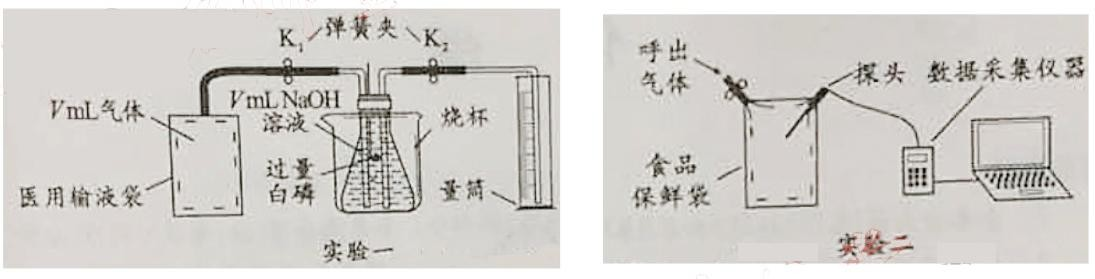 K₁ 弹簧夹 K₂
VmL气体
VmL NaOH
溶液
烧杯
过量
白磷
医用输液袋
量筒
实验一
呼出
气体
探头 数据采集仪器
食品
保鲜袋
实验二